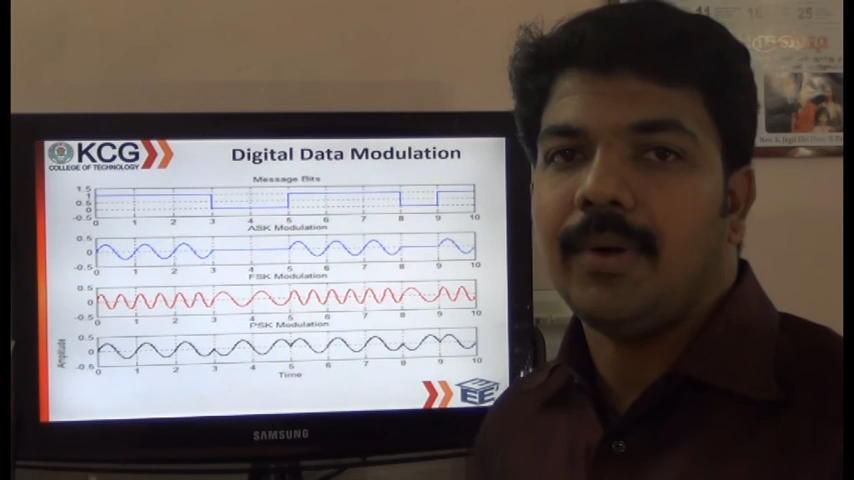 11 18 25
KCG
COLLEGE OF TECHNOLOGY
Digital Data Modulation
Message Bits
1.5
1
0.5
0
-0.5
0 1 2 3 4 5 6 7 8 9 10
ASK Modulation
0.5
0
-0.5
0 1 2 3 4 5 6 7 8 9 10
FSK Modulation
0.5
0
-0.5
0 1 2 3 4 5 6 7 8 9 10
PSK Modulation
0.5
0
-0.5
0 1 2 3 4 5 6 7 8 9 10
Amplitude
Time
EEE
SAMSUNG